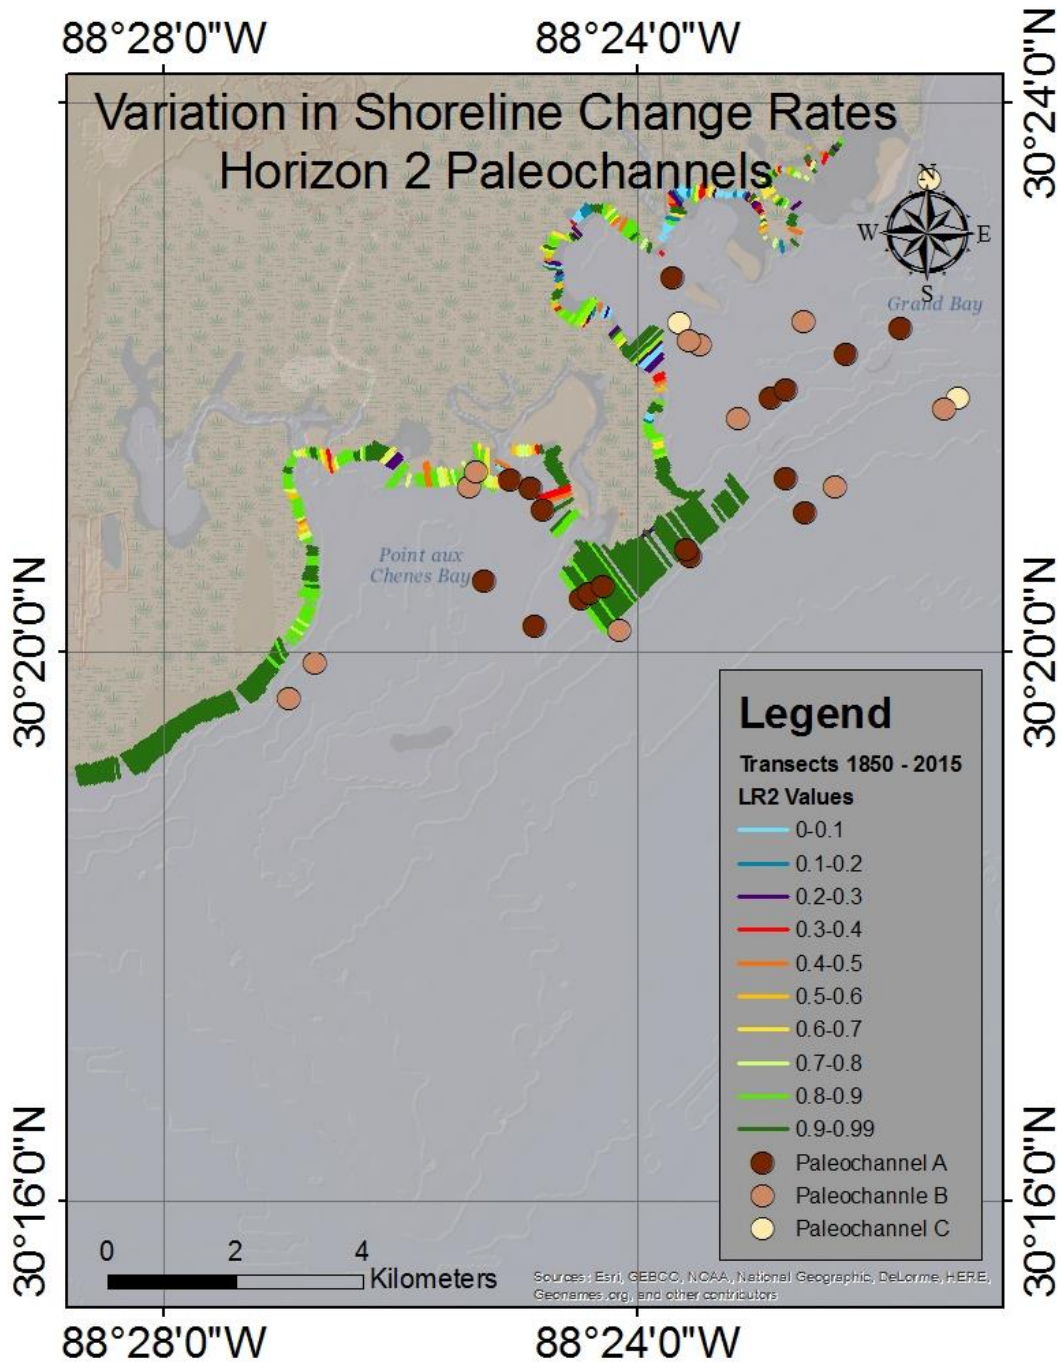 88°28'0"W 88°24'0"W
Variation in Shoreline Change Rates
Horizon 2 Paleochannels
30°24'0"N
N
W E
S
Grand Bay
Point aux
Chenes Bay
30°20'0"N 30°20'0"N
Legend
Transects 1850 - 2015
LR2 Values
0-0.1
0.1-0.2
0.2-0.3
0.3-0.4
0.4-0.5
0.5-0.6
0.6-0.7
0.7-0.8
0.8-0.9
0.9-0.99
Paleochannel A
Paleochannle B
Paleochannel C
30°16'0"N 30°16'0"N
0 2 4
Kilometers
Sources: Esri, GEBCO, NOAA, National Geographic, DeLorme, HERE,
Geonames.org, and other contributors
88°28'0"W 88°24'0"W